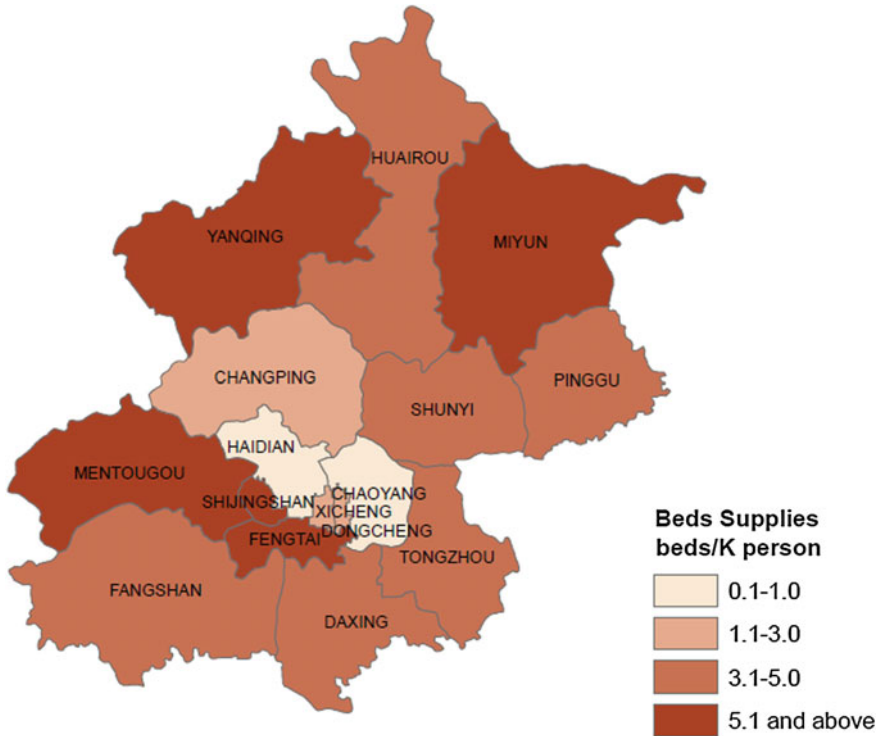 HUAIROU
YANQING
MIYUN
CHANGPING
PINGGU
SHUNYI
HAIDIAN
MENTOUGOU
CHAOYANG
SHIJINGSHAN
XICHENG
DONGCHENG
FENGTAI
TONGZHOU
FANGSHAN
DAXING
Beds Supplies
beds/K person
0.1-1.0
1.1-3.0
3.1-5.0
5.1 and above